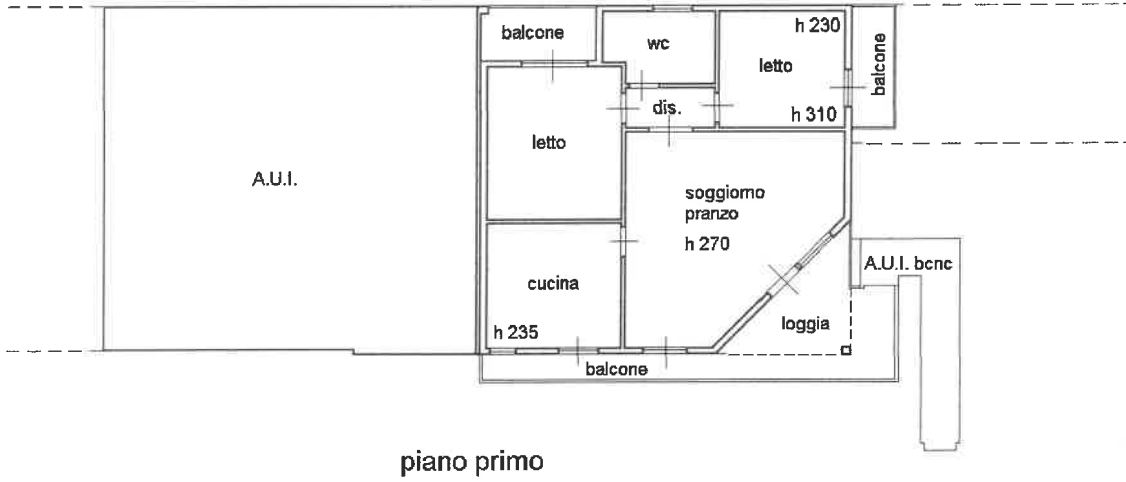 balcone
wc
h 230
letto
h 310
balcone
dis.
letto
A.U.I.
soggiorno
pranzo
h 270
A.U.I. bcnc
cucina
h 235
loggia
balcone
piano primo